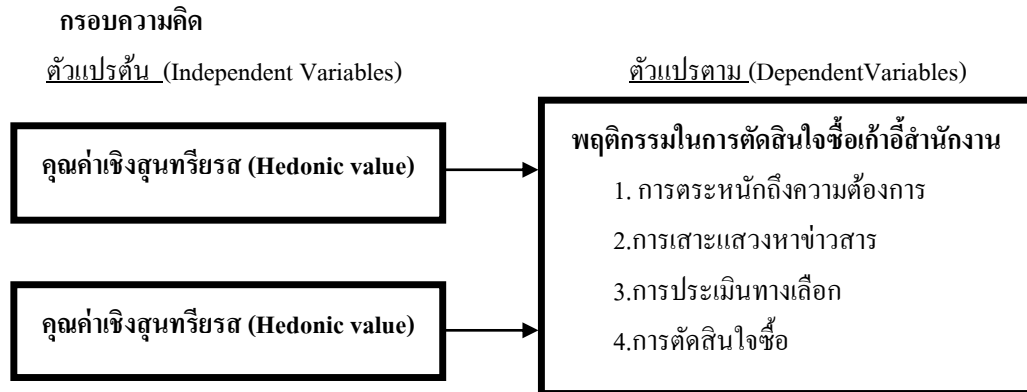 กรอบความคิด
ตัวแปรต้น (Independent Variables)
ตัวแปรตาม (DependentVariables)
คุณค่าเชิงสุนทรียรส (Hedonic value)
คุณค่าเชิงสุนทรียรส (Hedonic value)
พฤติกรรมในการตัดสินใจซื้อเก้าอี้สำนักงาน
1. การตระหนักถึงความต้องการ
2.การเสาะแสวงหาข่าวสาร
3.การประเมินทางเลือก
4.การตัดสินใจซื้อ